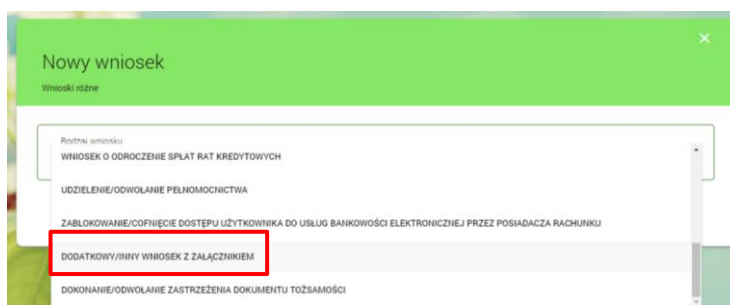 Nowy wniosek
Wnioski różne
Rodzaj wniosku
WNIOSEK O ODROCZENIE SPŁAT RAT KREDYTOWYCH
UDZIELENIE/ODWOŁANIE PEŁNOMOCNICTWA
ZABLOKOWANIE/COFNIĘCIE DOSTĘPU UŻYTKOWNIKA DO USŁUG BANKOWOŚCI ELEKTRONICZNEJ PRZEZ POSIADACZA RACHUNKU
DODATKOWY/INNY WNIOSEK Z ZAŁĄCZNIKIEM
DOKONANIE/ODWOŁANIE ZASTRZEŻENIA DOKUMENTU TOŻSAMOŚCI